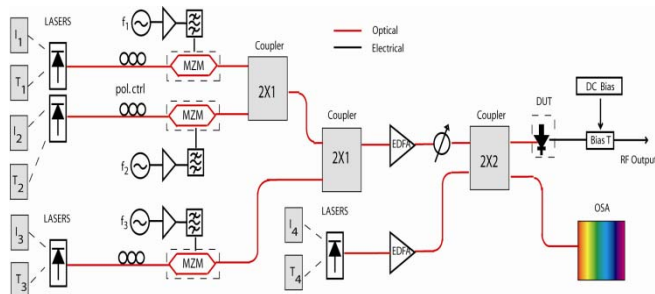 LASERS
I1
T1
I2
T2
f1
MZM
pol.ctrl
MZM
f2
Coupler
2X1
Optical
Electrical
Coupler
2X1
EDFA
Coupler
2X2
DUT
DC Bias
Bias T
RF Output
LASERS
I3
T3
f3
MZM
LASERS
I4
T4
EDFA
OSA